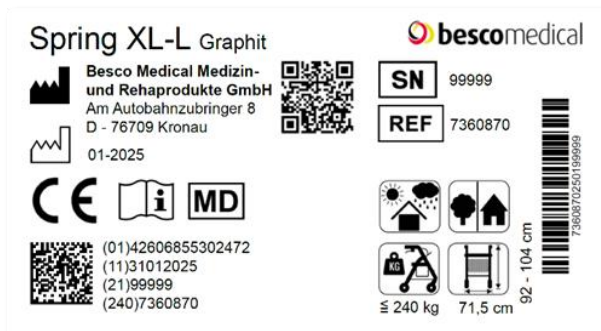 Spring XL-L Graphit
bescomedical
Besco Medical Medizin-
und Rehaprodukte GmbH
Am Autobahnzubringer 8
D - 76709 Kronau
01-2025
SN 99999
REF 7360870
CE
i
MD
(01)42606855302472
(11)31012025
(21)99999
(240)7360870
KG
≦ 240 kg
71,5 cm
92 - 104 cm
7360870250199999